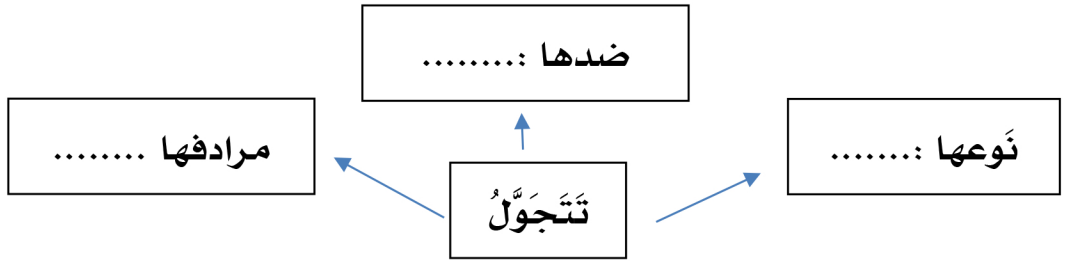 ضدها :........
نَوعها :.......
مرادفها ........
تَتَجَوَّلُ